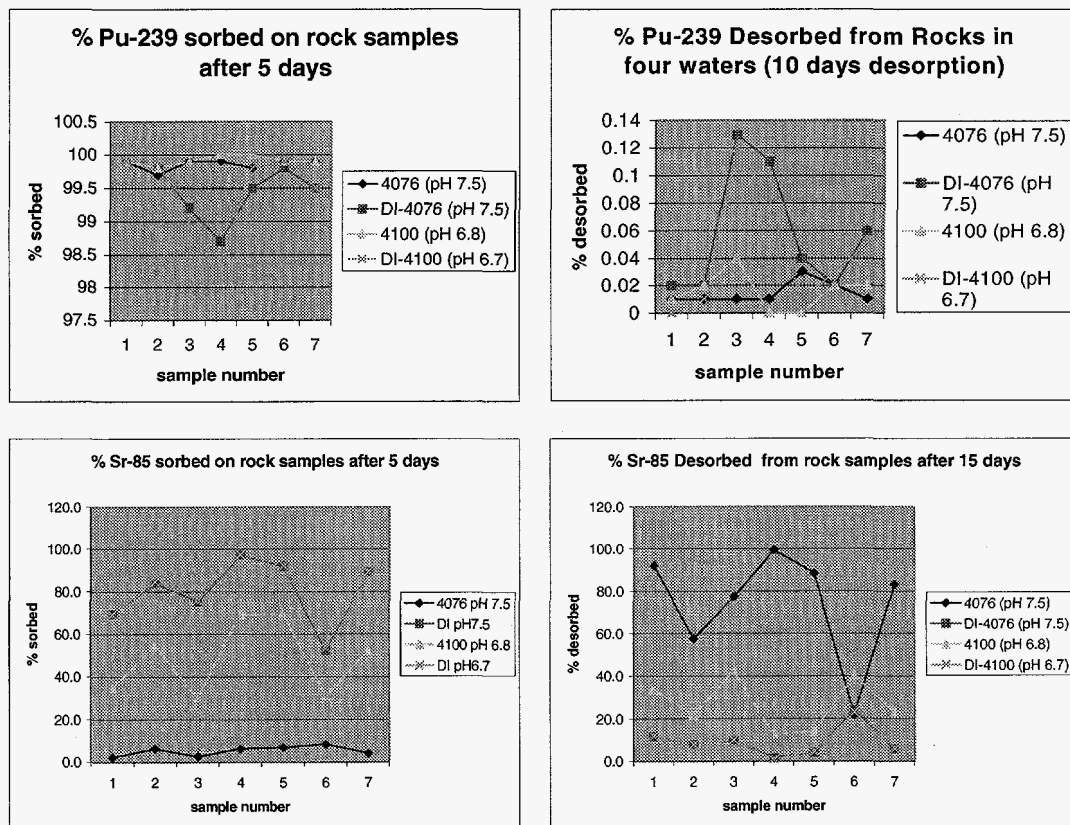 % Pu-239 sorbed on rock samples
after 5 days
100.5
100
99.5
99
98.5
98
97.5
% sorbed
1 2 3 4 5 6 7
sample number
4076 (pH 7.5)
DI-4076 (pH 7.5)
4100 (pH 6.8)
DI-4100 (pH 6.7)
% Pu-239 Desorbed from Rocks in
four waters (10 days desorption)
0.14
0.12
0.1
0.08
0.06
0.04
0.02
0
% desorbed
1 2 3 4 5 6 7
sample number
4076 (pH 7.5)
DI-4076 (pH
7.5)
4100 (pH 6.8)
DI-4100 (pH
6.7)
% Sr-85 sorbed on rock samples after 5 days
120.0
100.0
80.0
60.0
40.0
20.0
0.0
% sorbed
1 2 3 4 5 6 7
sample number
4076 pH 7.5
DI pH7.5
4100 pH 6.8
DI pH6.7
% Sr-85 Desorbed from rock samples after 15 days
120.0
100.0
80.0
60.0
40.0
20.0
0.0
% desorbed
1 2 3 4 5 6 7
sample number
4076 (pH 7.5)
DI-4076 (pH 7.5)
4100 (pH 6.8)
DI-4100 (pH 6.7)